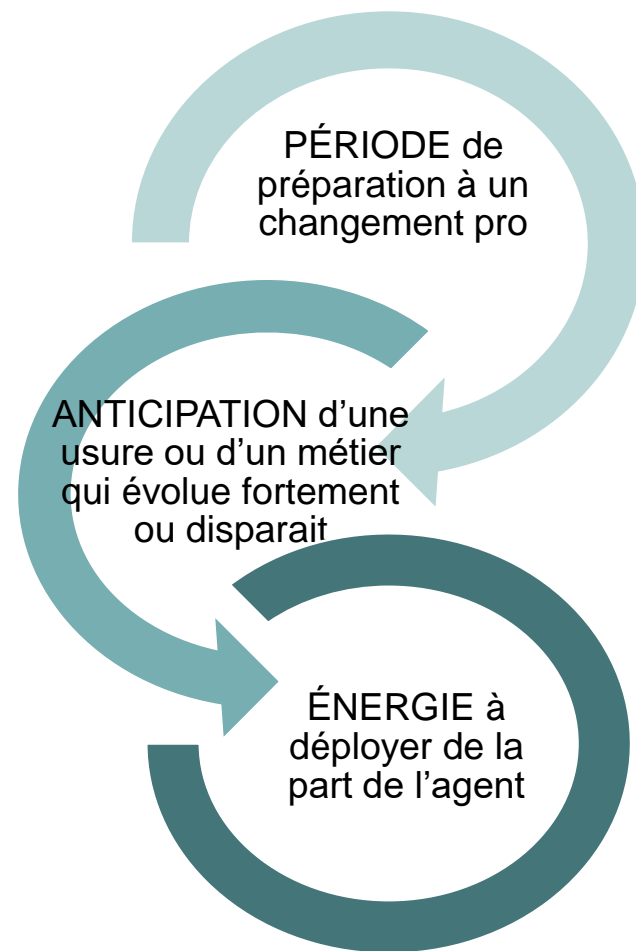 PÉRIODE de
préparation à un
changement pro
ANTICIPATION d’une
usure ou d’un métier
qui évolue fortement
ou disparait
ÉNERGIE à
déployer de la
part de l’agent